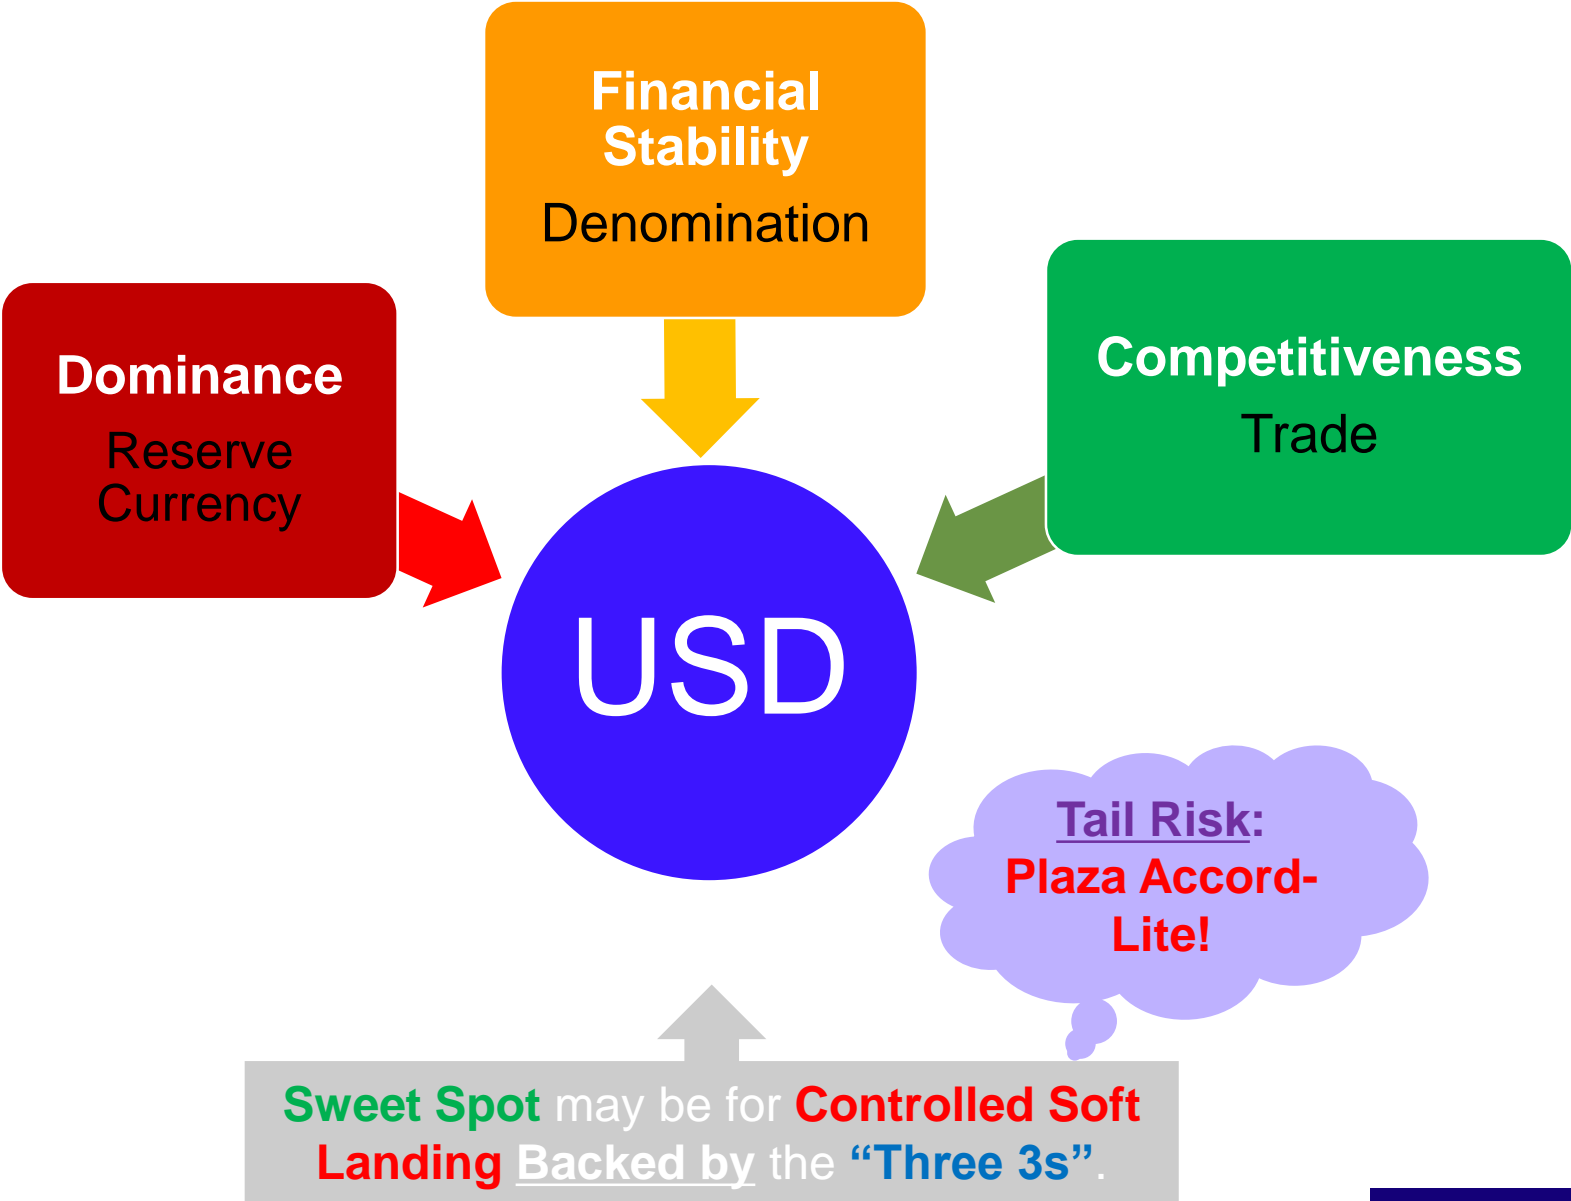 Financial
Stability
Denomination
Dominance
Reserve
Currency
Competitiveness
Trade
USD
Tail Risk:
Plaza Accord-
Lite!
Sweet Spot may be for Controlled Soft
Landing Backed by the “Three 3s”.